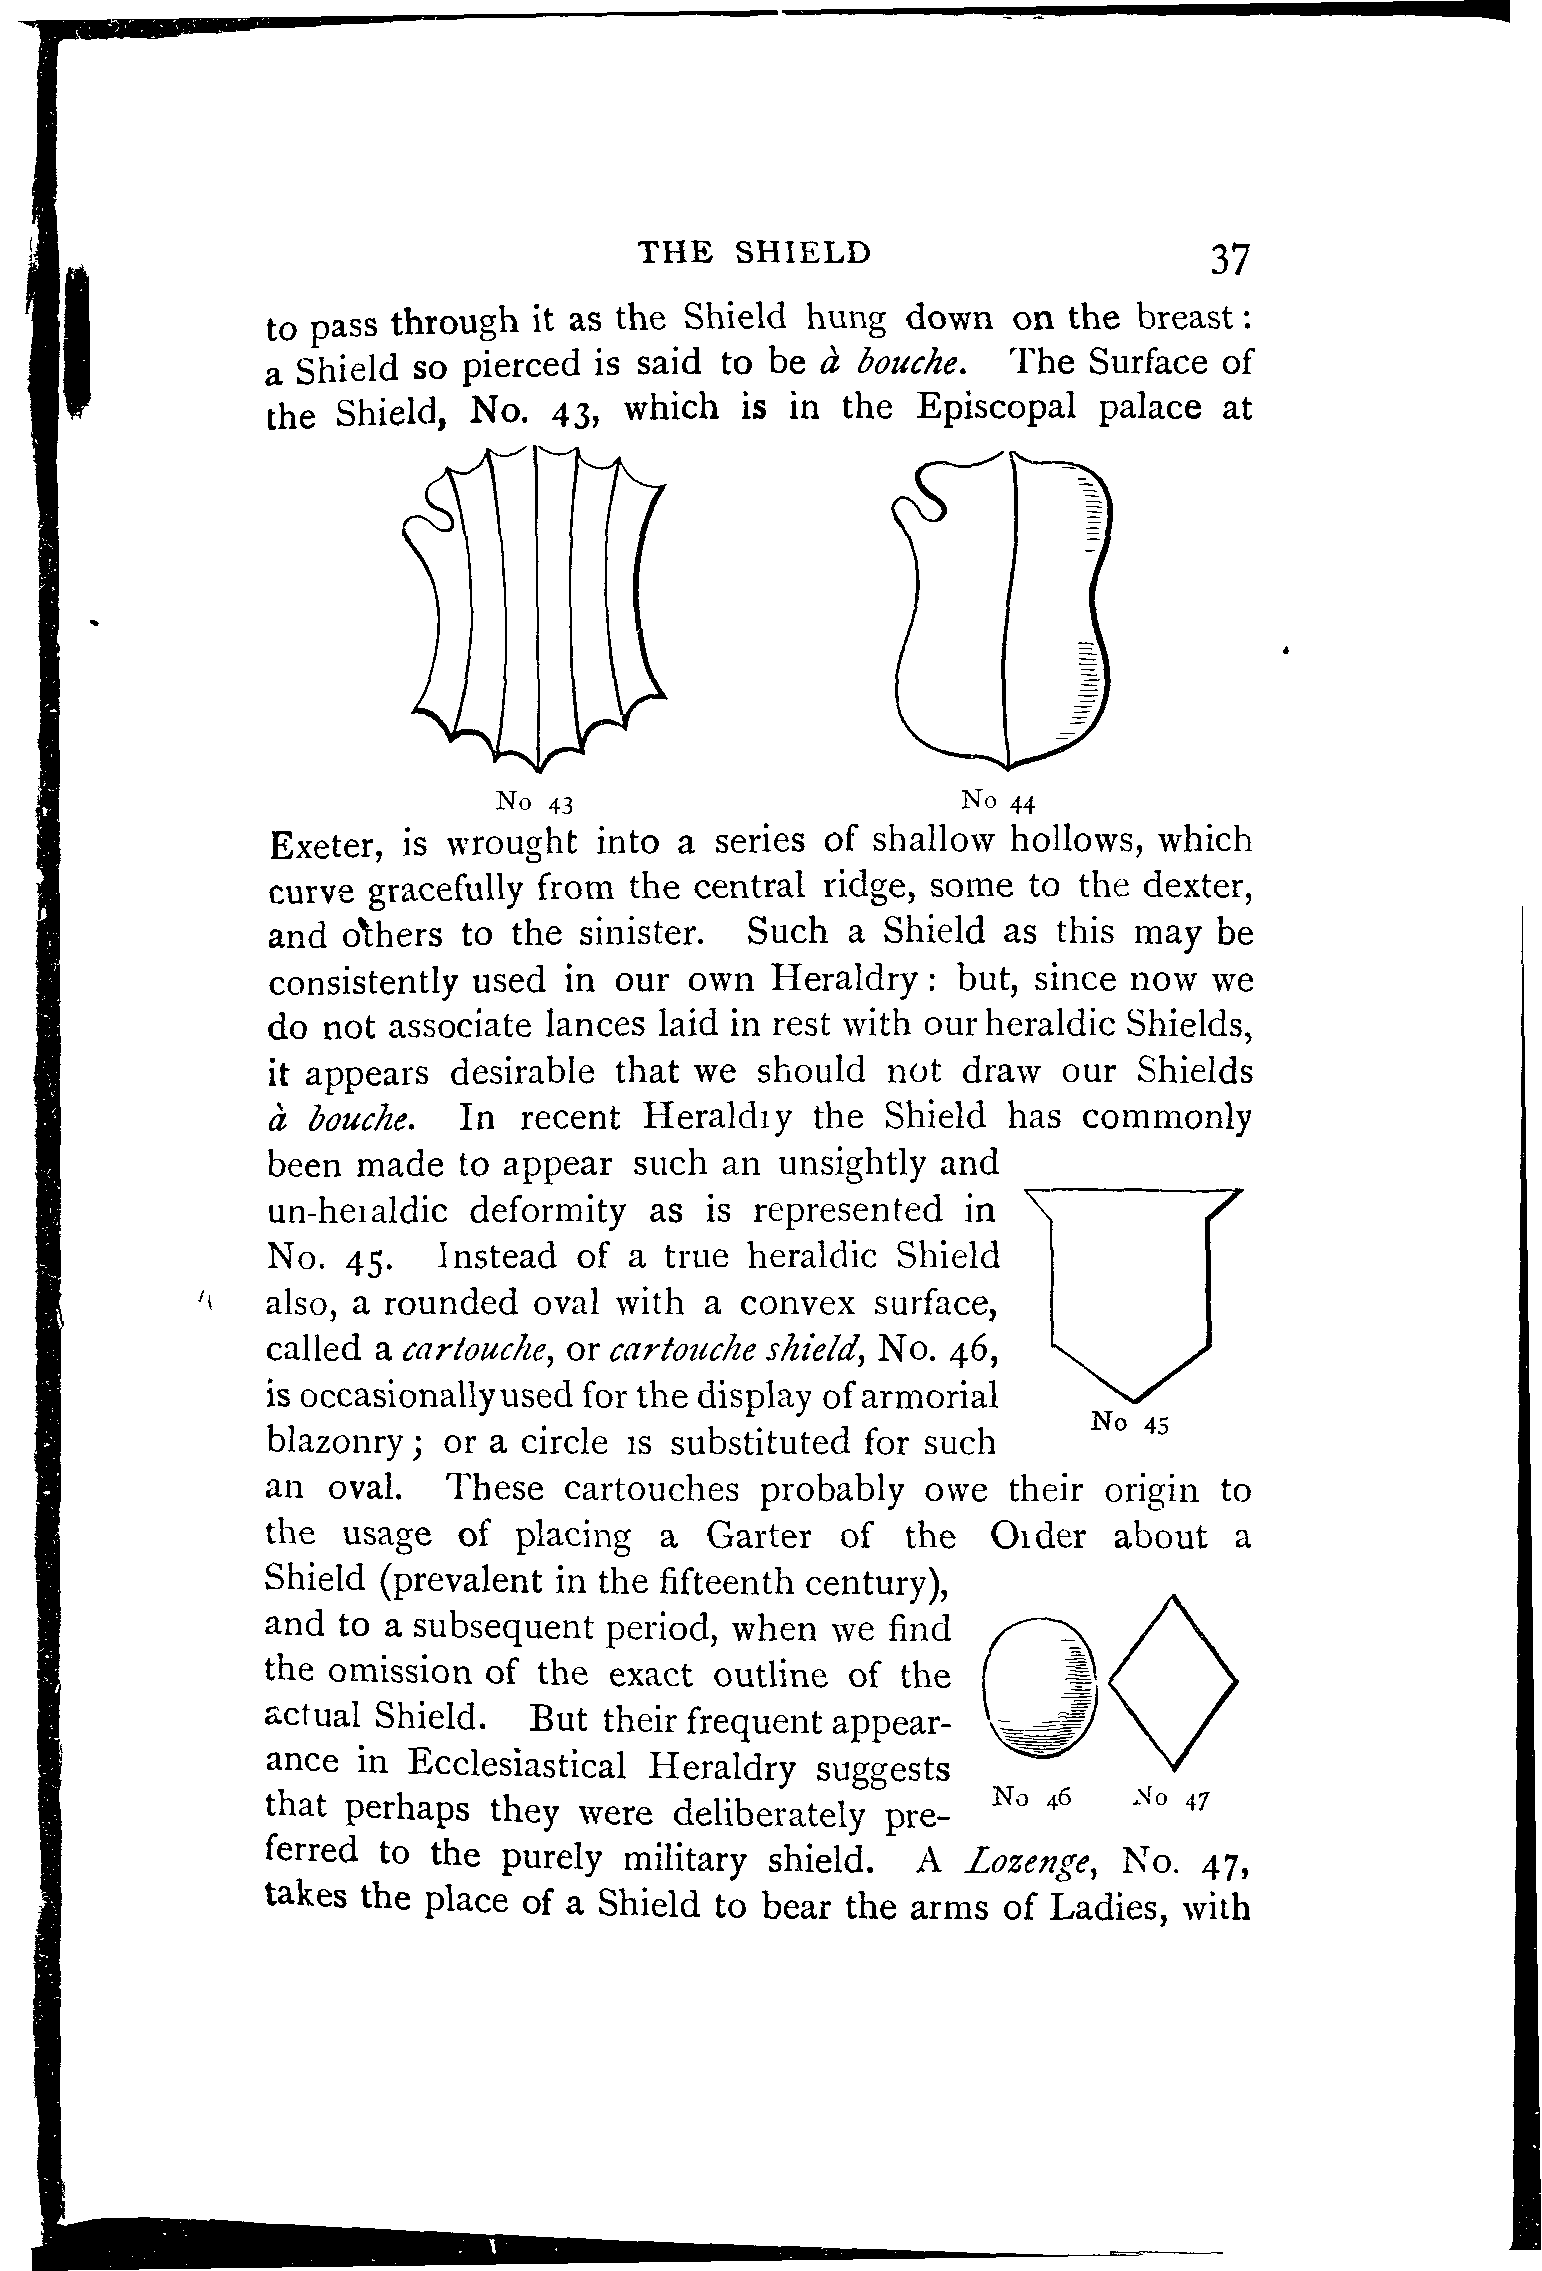 THE SHIELD 37
to pass through it as the Shield hung down on the breast :
a Shield so pierced is said to be à bouche. The Surface of
the Shield, No. 43, which is in the Episcopal palace at
No 43
No 44
Exeter, is wrought into a series of shallow hollows, which
curve gracefully from the central ridge, some to the dexter,
and others to the sinister. Such a Shield as this may be
consistently used in our own Heraldry : but, since now we
do not associate lances laid in rest with our heraldic Shields,
it appears desirable that we should not draw our Shields
à bouche. In recent Heraldry the Shield has commonly
been made to appear such an unsightly and
un-heraldic deformity as is represented in
No. 45. Instead of a true heraldic Shield
also, a rounded oval with a convex surface,
called a cartouche, or cartouche shield, No. 46,
is occasionally used for the display of armorial
blazonry ; or a circle is substituted for such
No 45
an oval. These cartouches probably owe their origin to
the usage of placing a Garter of the Order about a
Shield (prevalent in the fifteenth century),
and to a subsequent period, when we find
the omission of the exact outline of the
actual Shield. But their frequent appear-
ance in Ecclesiastical Heraldry suggests
that perhaps they were deliberately pre-
No 46
No 47
ferred to the purely military shield. A Lozenge, No. 47,
takes the place of a Shield to bear the arms of Ladies, with